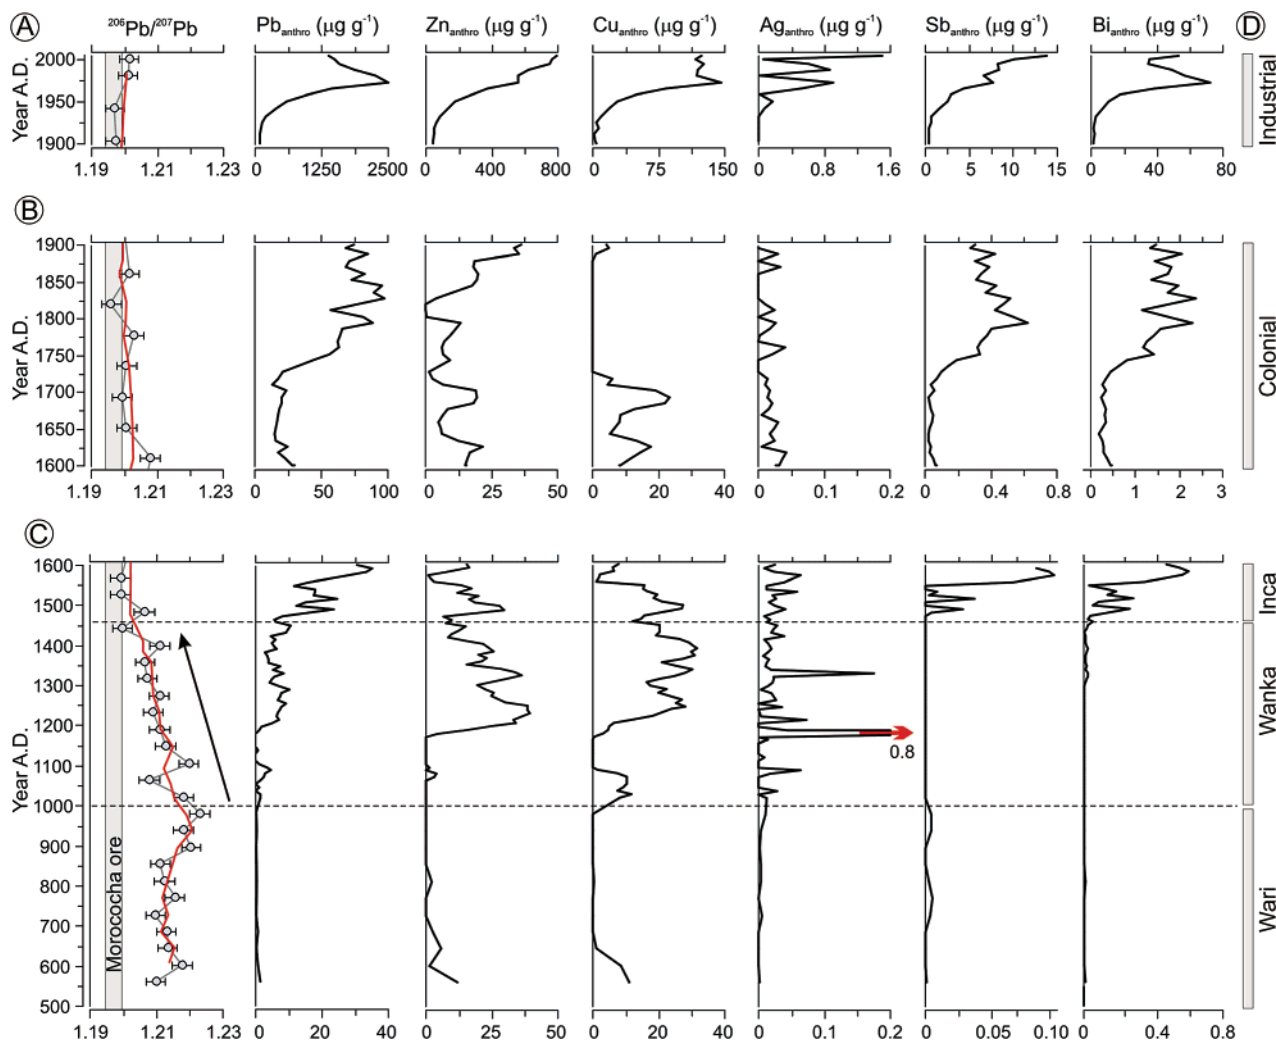 A ²⁰⁶Pb/²⁰⁷Pb Pb_anthro (µg g⁻¹) Zn_anthro (µg g⁻¹) Cu_anthro (µg g⁻¹) Ag_anthro (µg g⁻¹) Sb_anthro (µg g⁻¹) Bi_anthro (µg g⁻¹) D
2000
1950
1900
Year A.D.
Industrial
1.19 1.21 1.23 0 1250 2500 0 400 800 0 75 150 0 0.8 1.6 0 5 10 15 0 40 80
B
1900
1850
1800
1750
1700
1650
1600
Year A.D.
Colonial
1.19 1.21 1.23 0 50 100 0 25 50 0 20 40 0 0.1 0.2 0 0.4 0.8 0 1 2 3
C
1600
1500
1400
1300
1200
1100
1000
900
800
700
600
500
Year A.D.
Morococha ore
0.8
Inca
Wanka
Wari
1.19 1.21 1.23 0 20 40 0 25 50 0 20 40 0 0.1 0.2 0 0.05 0.10 0 0.4 0.8